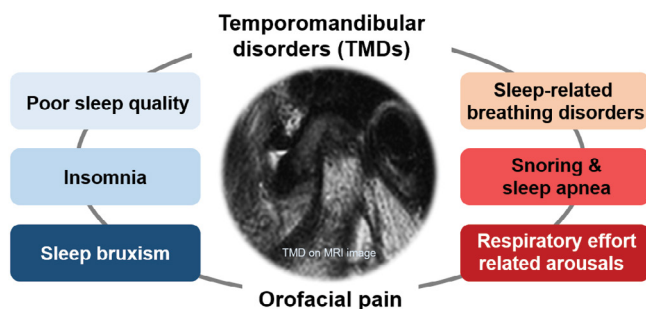 Temporomandibular
disorders (TMDs)
Poor sleep quality
Insomnia
Sleep bruxism
Sleep-related
breathing disorders
Snoring &
sleep apnea
Respiratory effort
related arousals
TMD on MRI image
Orofacial pain